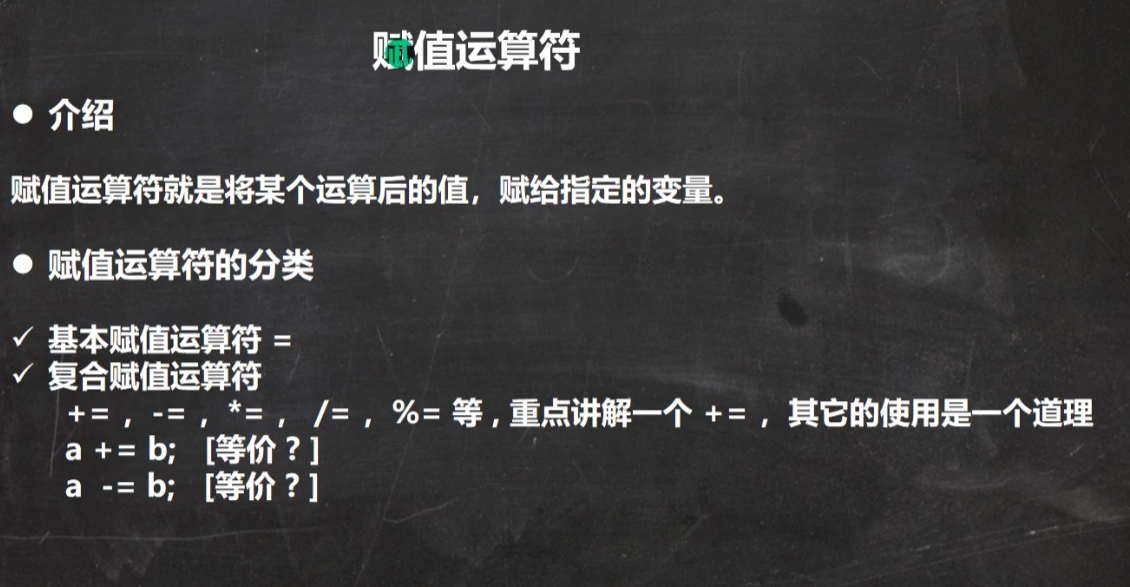 赋值运算符
● 介绍
赋值运算符就是将某个运算后的值，赋给指定的变量。
● 赋值运算符的分类
✓ 基本赋值运算符 =
✓ 复合赋值运算符
+= , -= , *= , /= , %= 等 , 重点讲解一个 += , 其它的使用是一个道理
a += b; [等价 ? ]
a -= b; [等价 ? ]